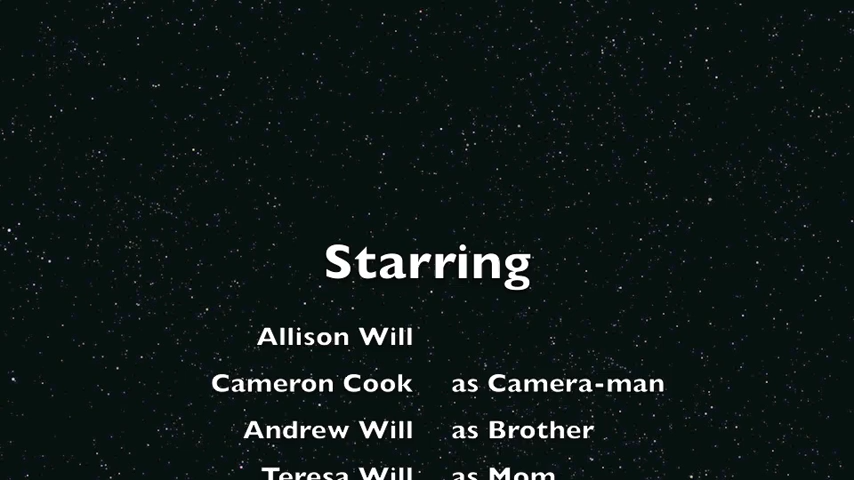 Starring
Allison Will
Cameron Cook as Camera-man
Andrew Will as Brother
Teresa Will as Mom